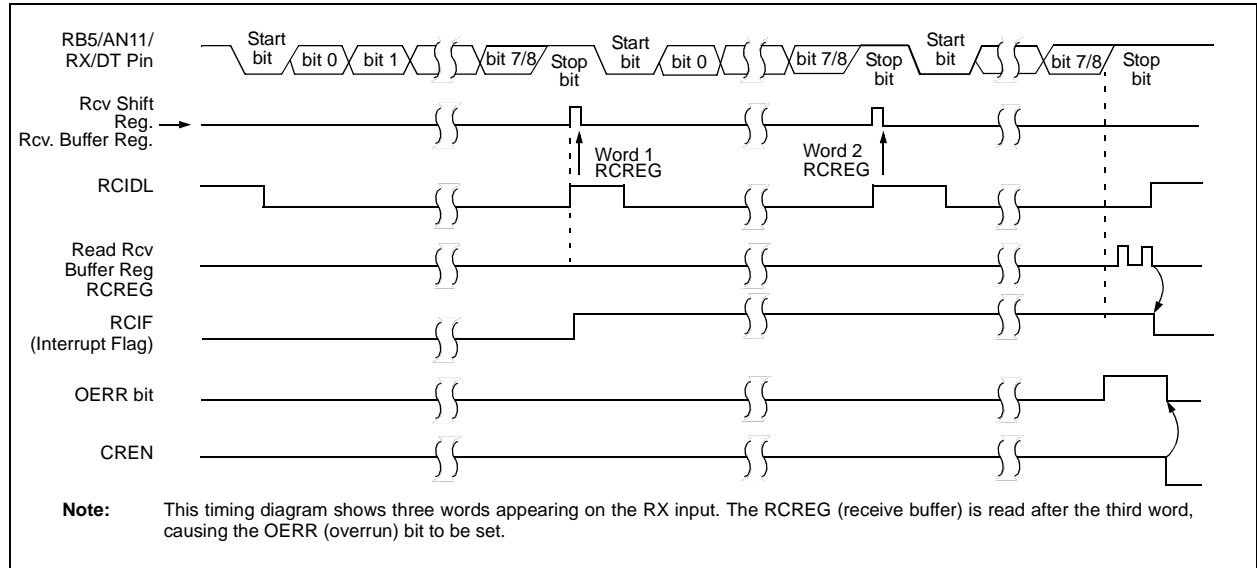 RB5/AN11/
RX/DT Pin
Start
bit
bit 0
bit 1
bit 7/8
Stop
bit
Start
bit
bit 0
bit 7/8
Stop
bit
Start
bit
bit 7/8
Stop
bit
Rcv Shift
Reg.
Rcv. Buffer Reg.
Word 1
RCREG
Word 2
RCREG
RCIDL
Read Rcv
Buffer Reg
RCREG
RCIF
(Interrupt Flag)
OERR bit
CREN
Note: This timing diagram shows three words appearing on the RX input. The RCREG (receive buffer) is read after the third word,
causing the OERR (overrun) bit to be set.